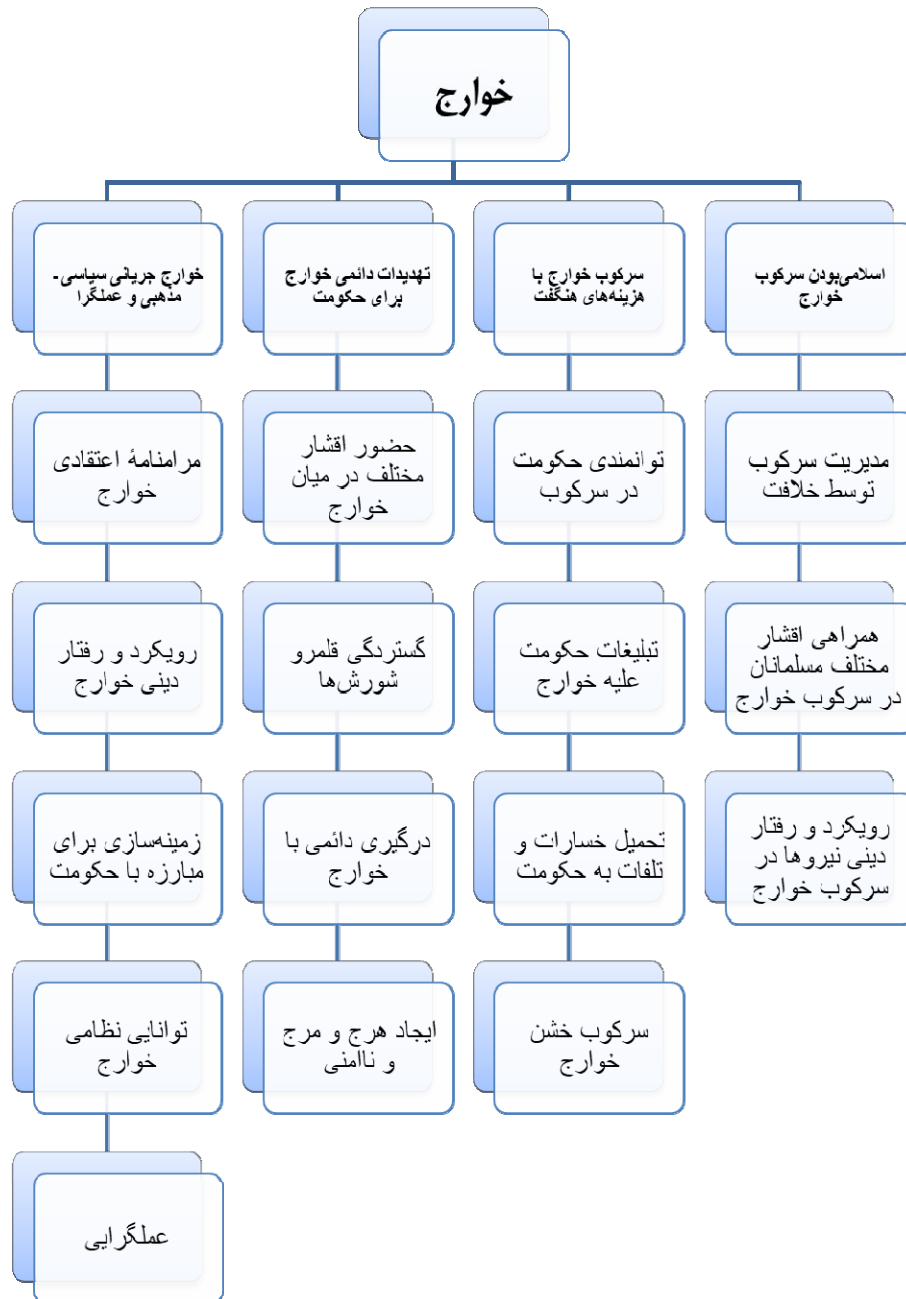 خوارج
اسلامی‌بودن سرکوب
خوارج
سرکوب خوارج با
هزینه‌های هنگفت
تهدیدات دائمی خوارج
برای حکومت
خوارج جریانی سیاسی-
مذهبی و عملگرا
مدیریت سرکوب
توسط خلافت
توانمندی حکومت
در سرکوب
حضور اقشار
مختلف در میان
خوارج
مرامنامۀ اعتقادی
خوارج
همراهی اقشار
مختلف مسلمانان
در سرکوب خوارج
تبلیغات حکومت
علیه خوارج
گستردگی قلمرو
شورش‌ها
رویکرد و رفتار
دینی خوارج
رویکرد و رفتار
دینی نیروها در
سرکوب خوارج
تحمیل خسارات و
تلفات به حکومت
درگیری دائمی با
خوارج
زمینه‌سازی برای
مبارزه با حکومت
سرکوب خشن
خوارج
ایجاد هرج و مرج
و ناامنی
توانایی نظامی
خوارج
عملگرایی